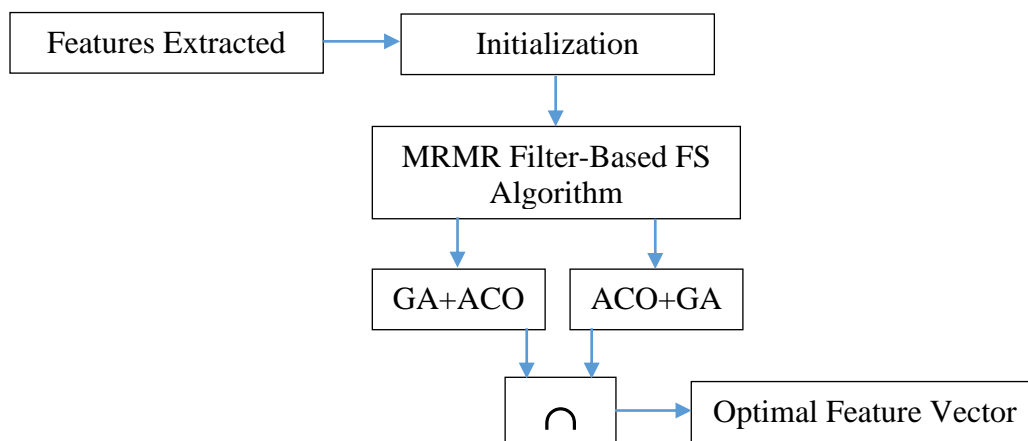 Features Extracted
Initialization
MRMR Filter-Based FS
Algorithm
GA+ACO
ACO+GA
∩
Optimal Feature Vector